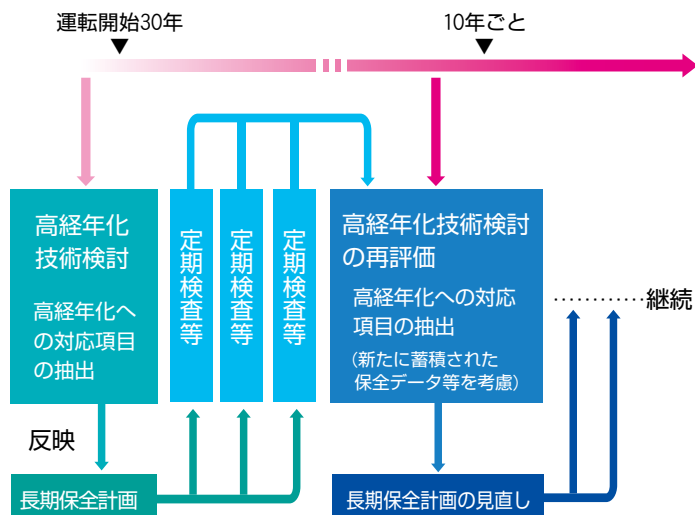 運転開始30年
▼
10年ごと
▼
高経年化
技術検討
高経年化へ
の対応項目
の抽出
定期検査等
定期検査等
定期検査等
高経年化技術検討
の再評価
高経年化への対応
項目の抽出
(新たに蓄積された
保全データ等を考慮)
…………継続
反映
長期保全計画
長期保全計画の見直し